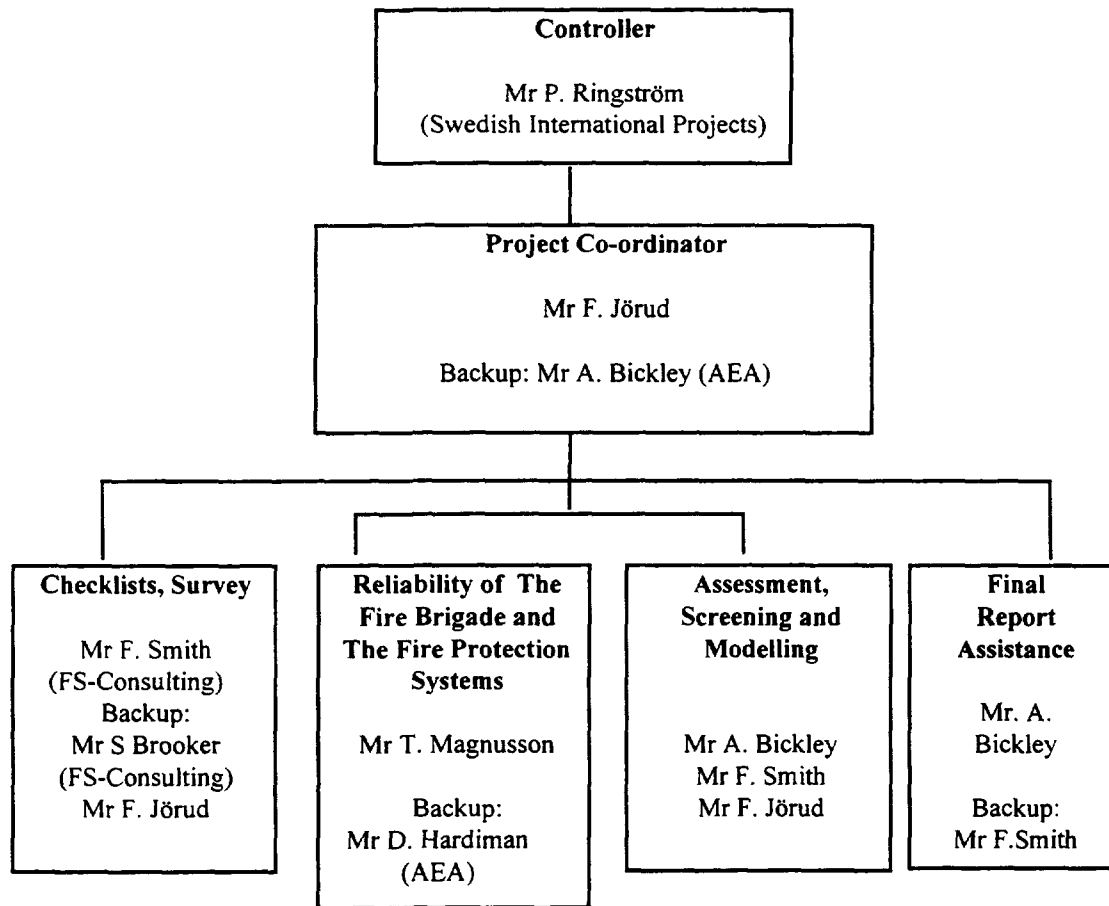 Controller
Mr P. Ringström
(Swedish International Projects)
Project Co-ordinator
Mr F. Jörud
Backup: Mr A. Bickley (AEA)
Checklists, Survey
Mr F. Smith
(FS-Consulting)
Backup:
Mr S Brooker
(FS-Consulting)
Mr F. Jörud
Reliability of The
Fire Brigade and
The Fire Protection
Systems
Mr T. Magnusson
Backup:
Mr D. Hardiman
(AEA)
Assessment,
Screening and
Modelling
Mr A. Bickley
Mr F. Smith
Mr F. Jörud
Final
Report
Assistance
Mr. A.
Bickley
Backup:
Mr F.Smith